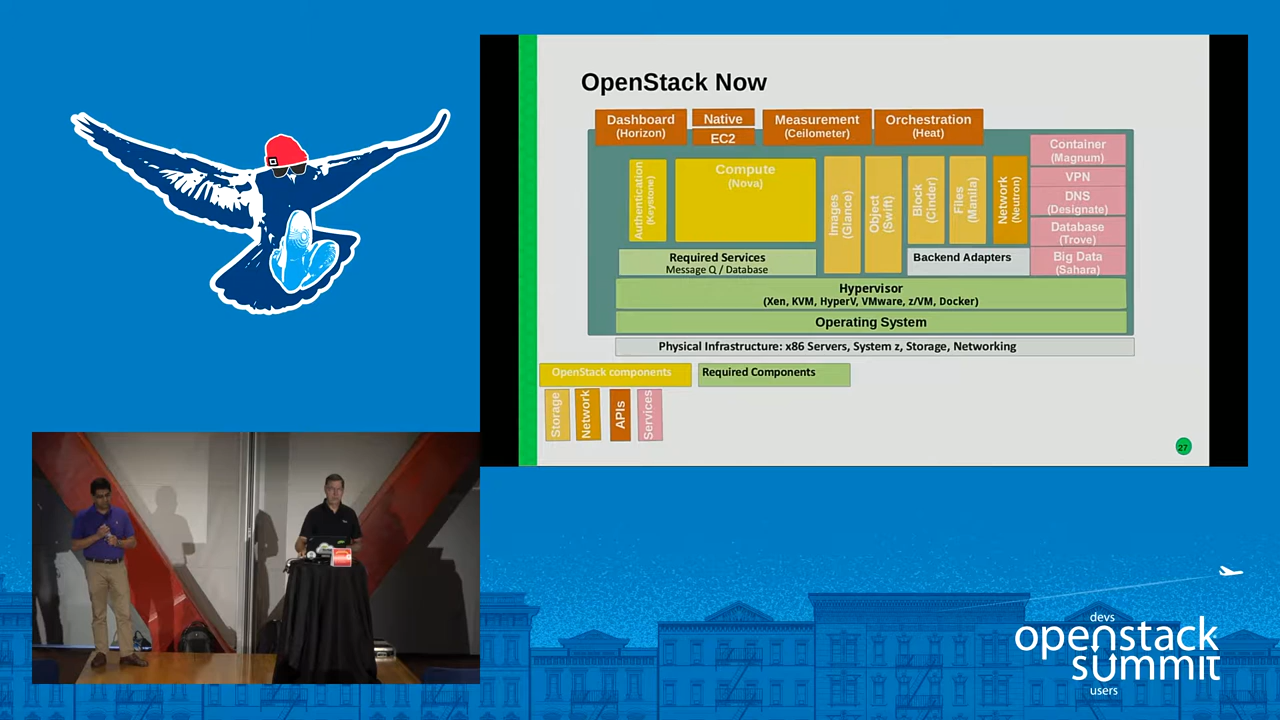 OpenStack Now
Dashboard
(Horizon)
Native
EC2
Measurement
(Ceilometer)
Orchestration
(Heat)
Authentication
(Keystone)
Compute
(Nova)
Images
(Glance)
Object
(Swift)
Block
(Cinder)
Files
(Manila)
Network
(Neutron)
Container
(Magnum)
VPN
DNS
(Designate)
Database
(Trove)
Big Data
(Sahara)
Required Services
Message Q / Database
Backend Adapters
Hypervisor
(Xen, KVM, HyperV, VMware, z/VM, Docker)
Operating System
Physical Infrastructure: x86 Servers, System z, Storage, Networking
OpenStack components
Required Components
Storage
Network
APIs
Services
27
devs
openstack
summit
users